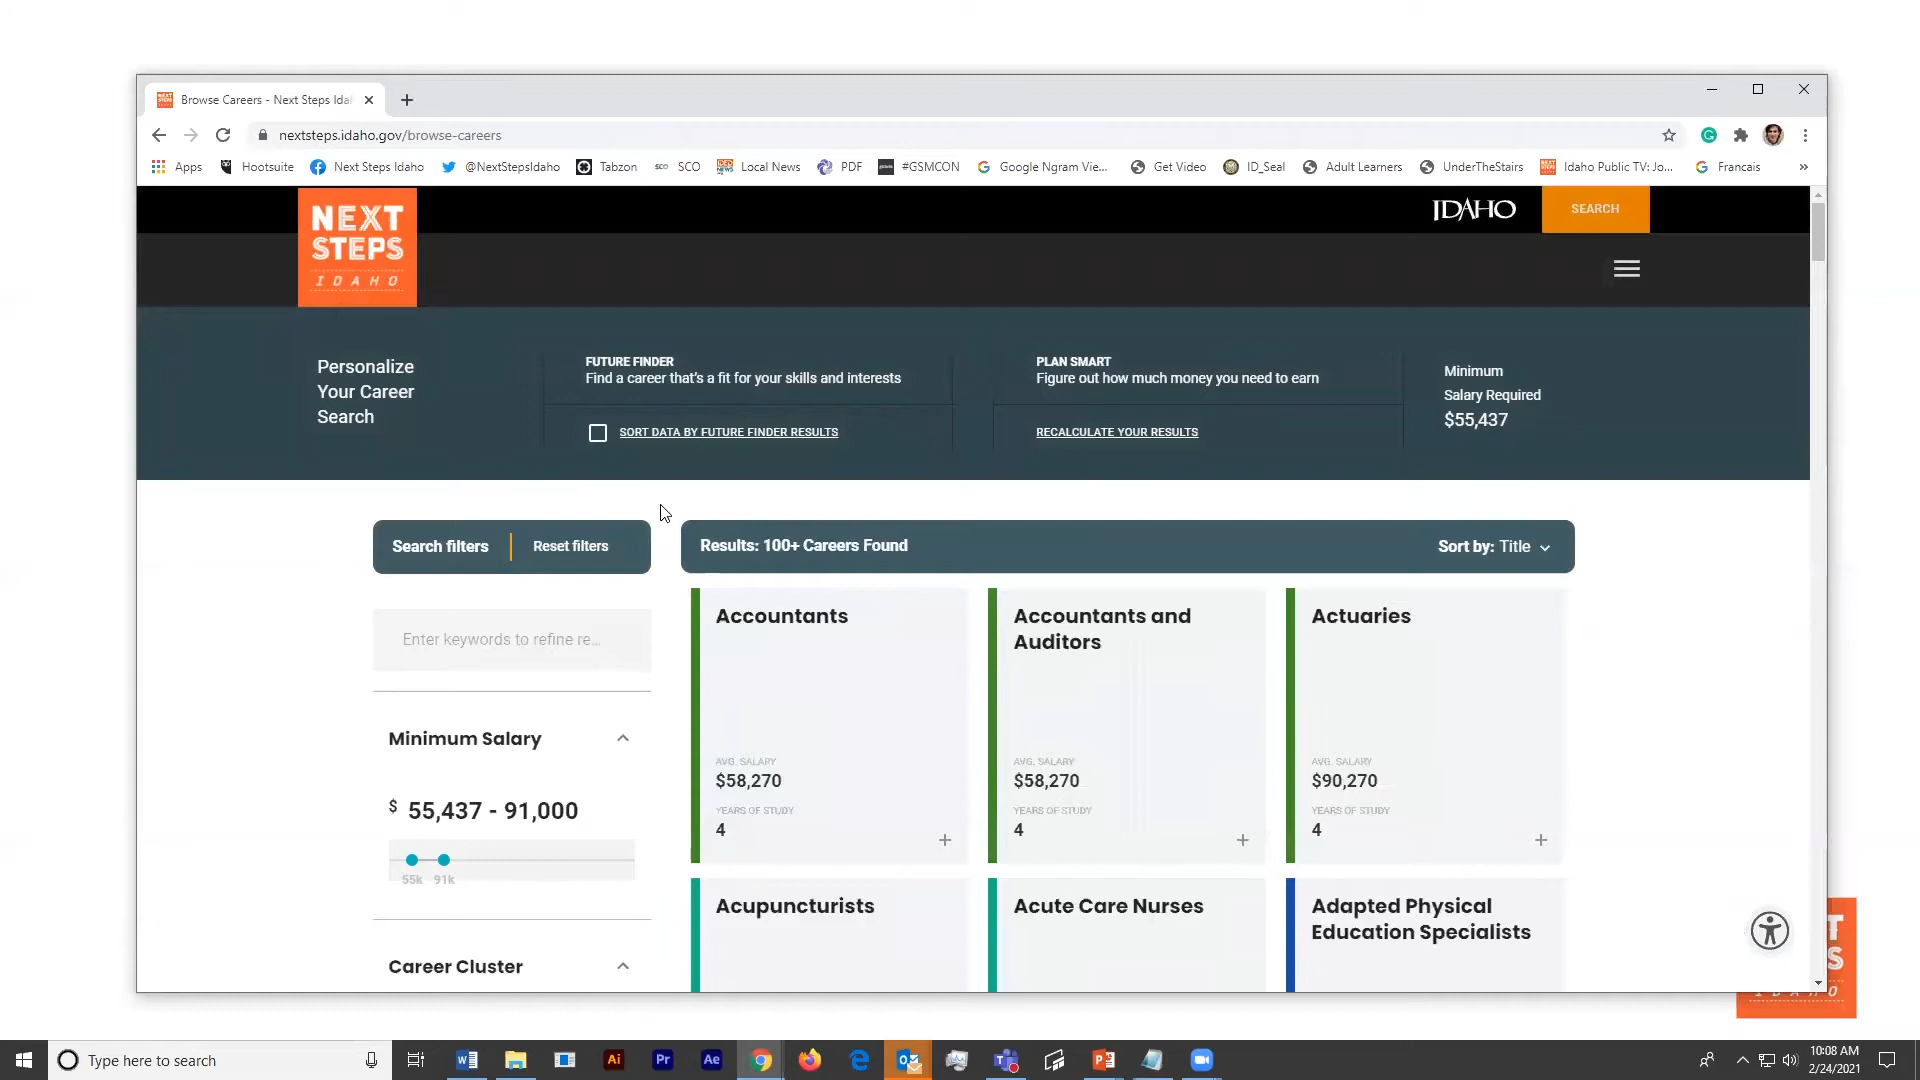 Browse Careers - Next Steps Ida
nextsteps.idaho.gov/browse-careers
Apps
Hootsuite
Next Steps Idaho
@NextStepsIdaho
Tabzon
SCO SCO
Local News
PDF
#GSMCON
Google Ngram Vie...
Get Video
ID_Seal
Adult Learners
UnderTheStairs
Idaho Public TV: Jo...
Francais
»
NEXT
STEPS
IDAHO
IDAHO
SEARCH
Personalize
Your Career
Search
FUTURE FINDER
Find a career that's a fit for your skills and interests
SORT DATA BY FUTURE FINDER RESULTS
PLAN SMART
Figure out how much money you need to earn
RECALCULATE YOUR RESULTS
Minimum
Salary Required
$55,437
Search filters
Reset filters
Results: 100+ Careers Found
Sort by: Title
Enter keywords to refine re...
Minimum Salary
$ 55,437 - 91,000
55k 91k
Career Cluster
Accountants
AVG. SALARY
$58,270
YEARS OF STUDY
4
+
Accountants and
Auditors
AVG. SALARY
$58,270
YEARS OF STUDY
4
+
Actuaries
AVG. SALARY
$90,270
YEARS OF STUDY
4
+
Acupuncturists
Acute Care Nurses
Adapted Physical
Education Specialists
T
S
IDAHO
Type here to search
Ai
Pr
Ae
10:08 AM
2/24/2021